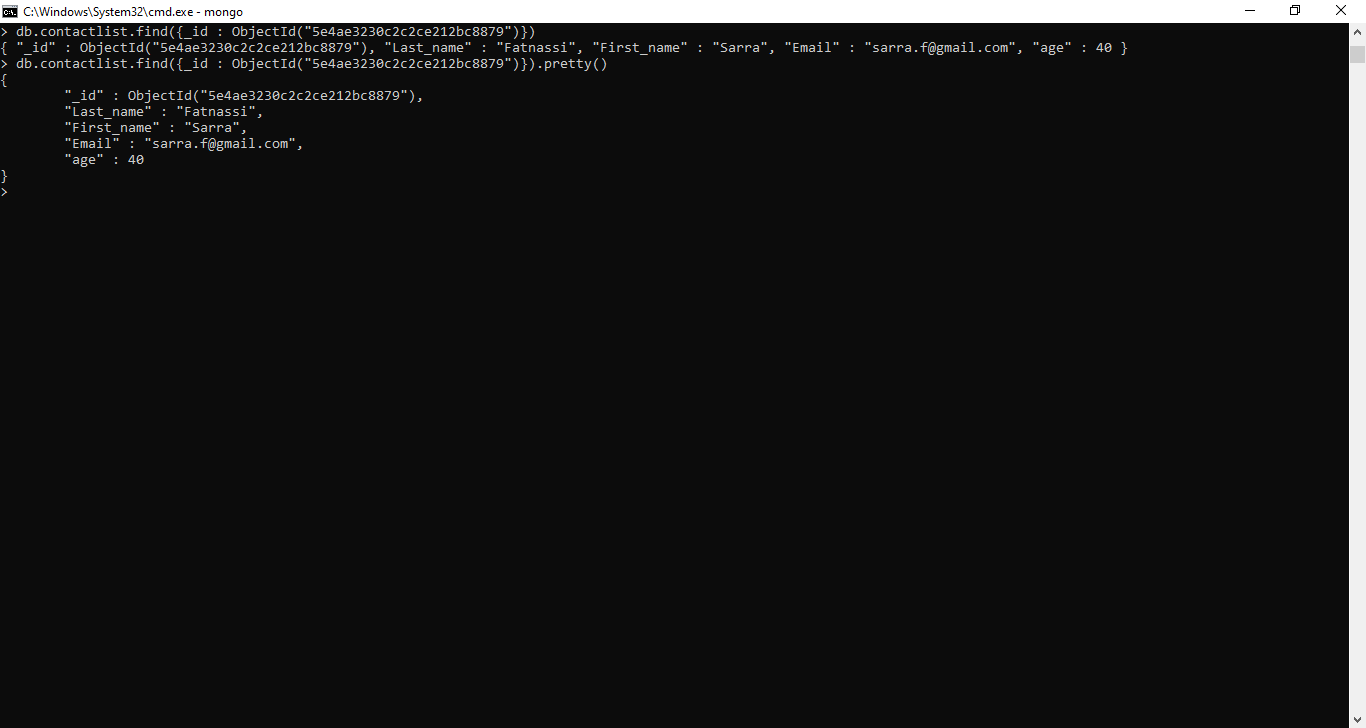 C:\Windows\System32\cmd.exe - mongo
> db.contactlist.find({_id : ObjectId("5e4ae3230c2c2ce212bc8879")})
{ "_id" : ObjectId("5e4ae3230c2c2ce212bc8879"), "Last_name" : "Fatnassi", "First_name" : "Sarra", "Email" : "sarra.f@gmail.com", "age" : 40 }
> db.contactlist.find({_id : ObjectId("5e4ae3230c2c2ce212bc8879")}).pretty()
{
        "_id" : ObjectId("5e4ae3230c2c2ce212bc8879"),
        "Last_name" : "Fatnassi",
        "First_name" : "Sarra",
        "Email" : "sarra.f@gmail.com",
        "age" : 40
}
>